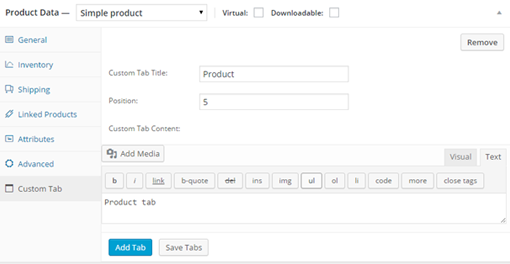 Product Data — Simple product Virtual: Downloadable:
General
Remove
Inventory
Custom Tab Title: Product
Shipping
Position: 5
Linked Products
Custom Tab Content:
Attributes
Add Media
Visual Text
Advanced
b i link b-quote del ins img ul ol li code more close tags
Custom Tab
Product tab
Add Tab Save Tabs